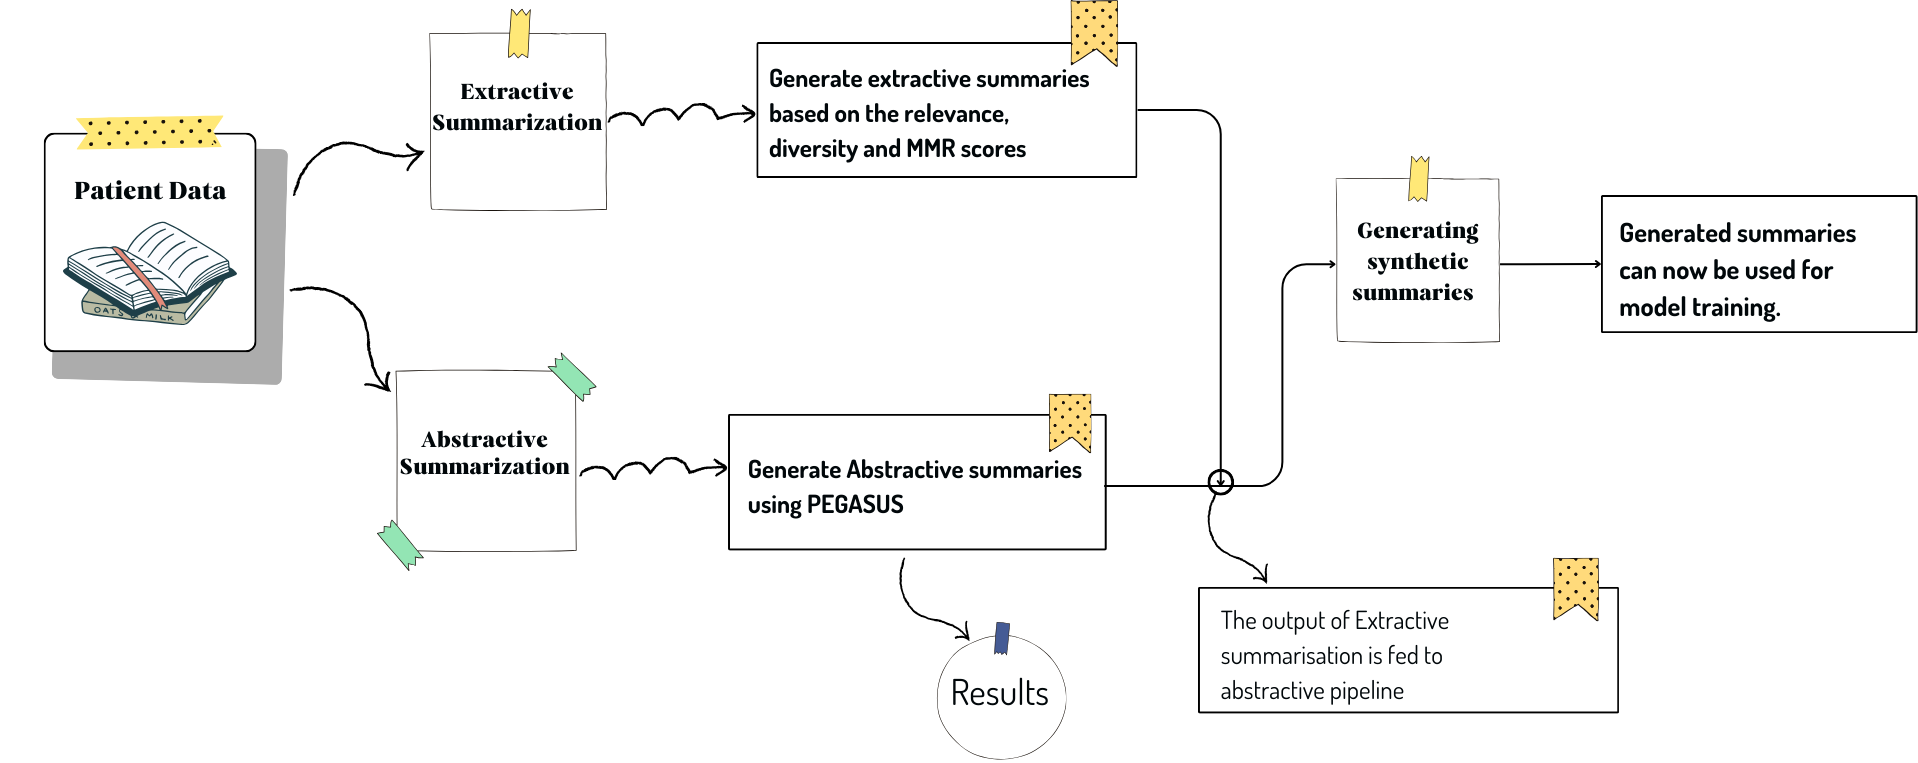 Patient Data
OATS & MILK
Extractive
Summarization
Generate extractive summaries
based on the relevance,
diversity and MMR scores
Abstractive
Summarization
Generate Abstractive summaries
using PEGASUS
Results
Generating
synthetic
summaries
Generated summaries
can now be used for
model training.
The output of Extractive
summarisation is fed to
abstractive pipeline